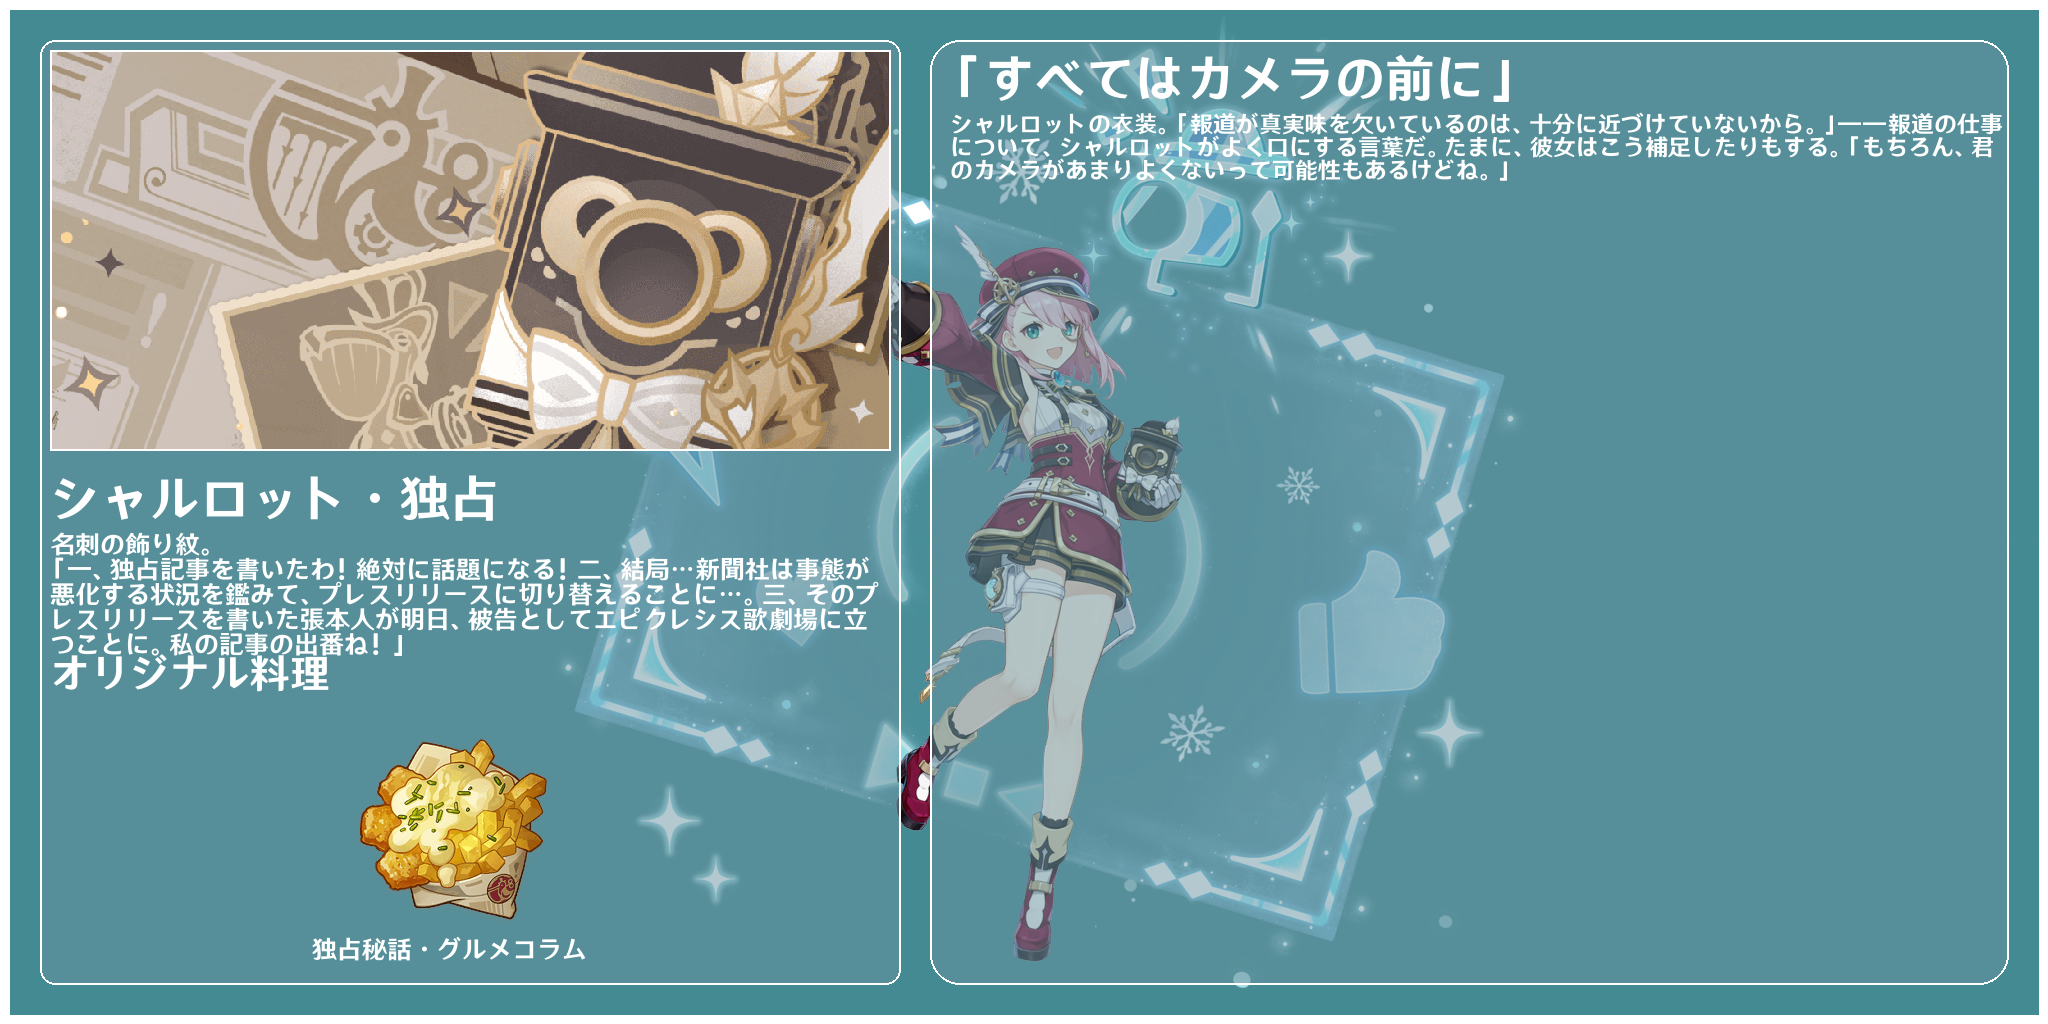 シャルロット・独占
名刺の飾り紋。
「一、独占記事を書いたわ！絶対に話題になる！二、結局…新聞社は事態が
悪化する状況を鑑みて、プレスリリースに切り替えることに…。三、そのプ
レスリリースを書いた張本人が明日、被告としてエピクレシス歌劇場に立
つことに。私の記事の出番ね！」
オリジナル料理
独占秘話・グルメコラム
「すべてはカメラの前に」
シャルロットの衣装。「報道が真実味を欠いているのは、十分に近づけていないから。」——報道の仕事
について、シャルロットがよく口にする言葉だ。たまに、彼女はこう補足したりもする。「もちろん、君
のカメラがあまりよくないって可能性もあるけどね。」